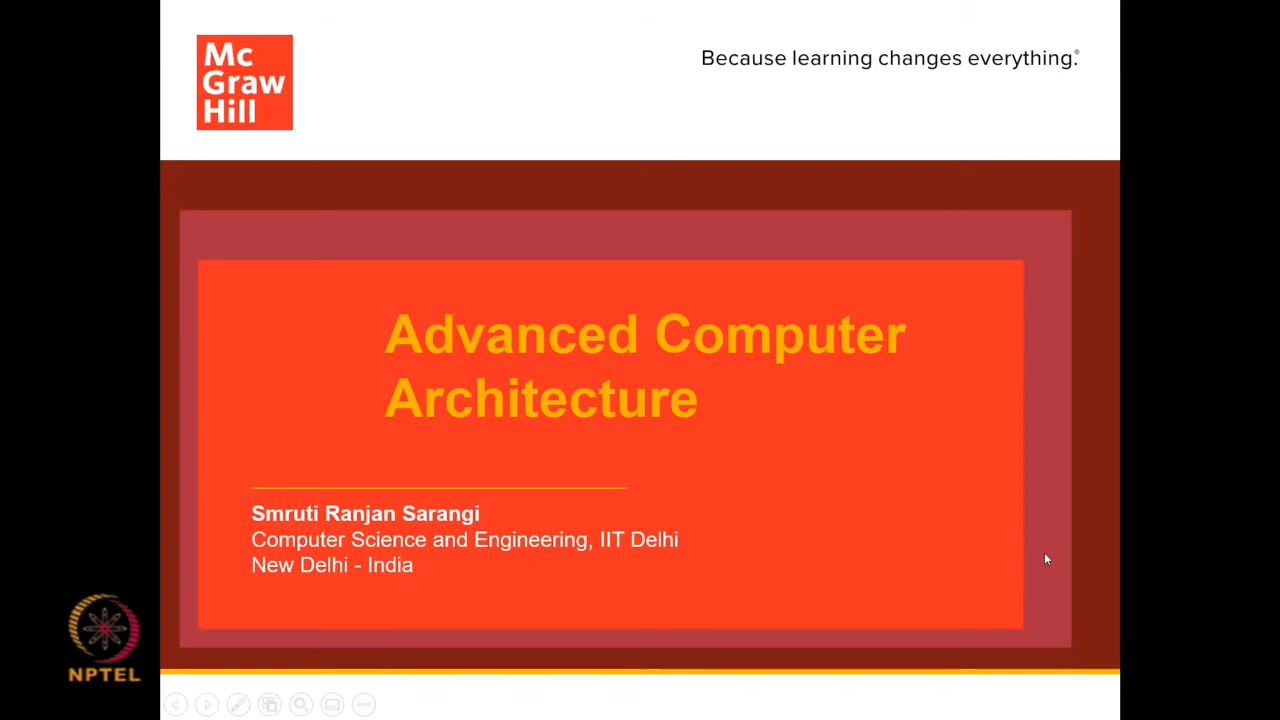 Mc
Graw
Hill
Because learning changes everything.®
Advanced Computer
Architecture
Smruti Ranjan Sarangi
Computer Science and Engineering, IIT Delhi
New Delhi - India
NPTEL